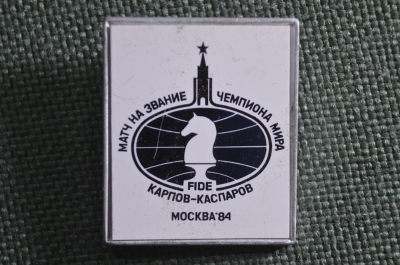 МАТЧ НА ЗВАНИЕ ЧЕМПИОНА МИРА
FIDE
КАРПОВ-КАСПАРОВ
МОСКВА'84